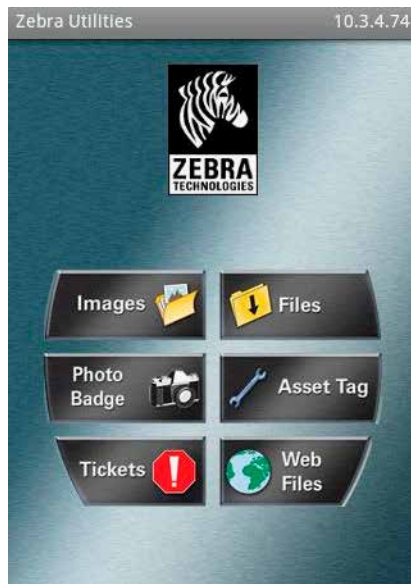 Zebra Utilities 10.3.4.74
ZEBRA
TECHNOLOGIES
Images
Files
Photo
Badge
Asset Tag
Tickets
!
Web
Files